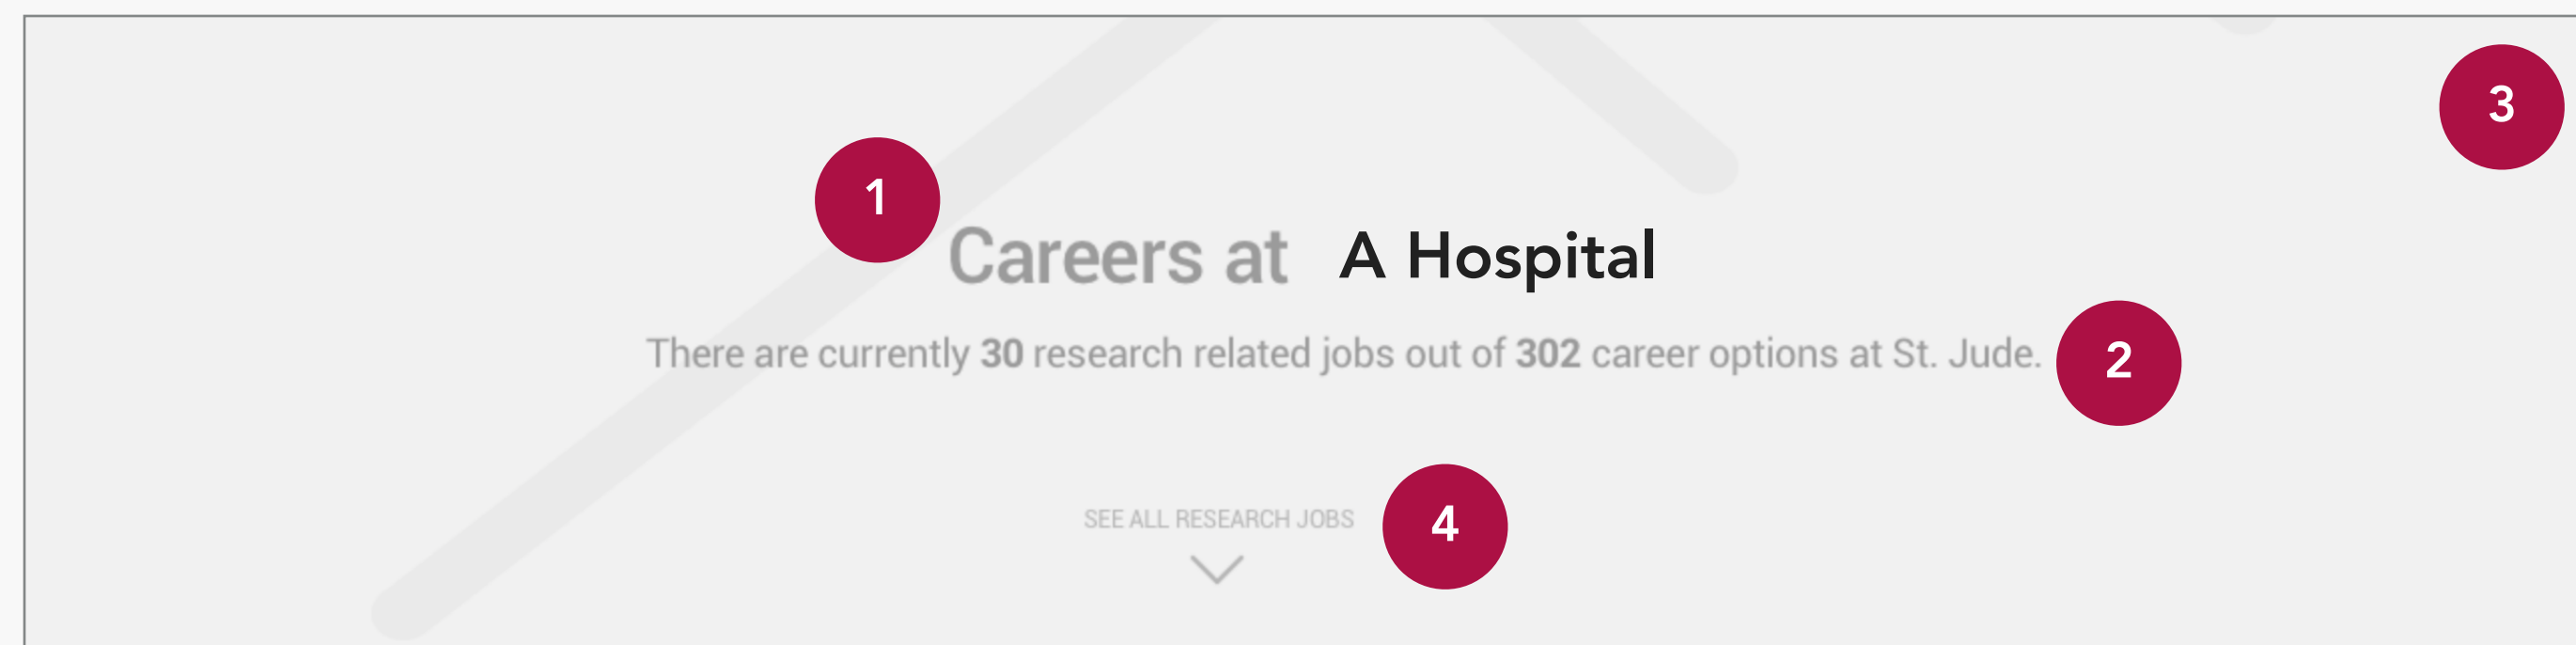 3
1
Careers at A Hospital
There are currently 30 research related jobs out of 302 career options at St. Jude.
2
SEE ALL RESEARCH JOBS
4